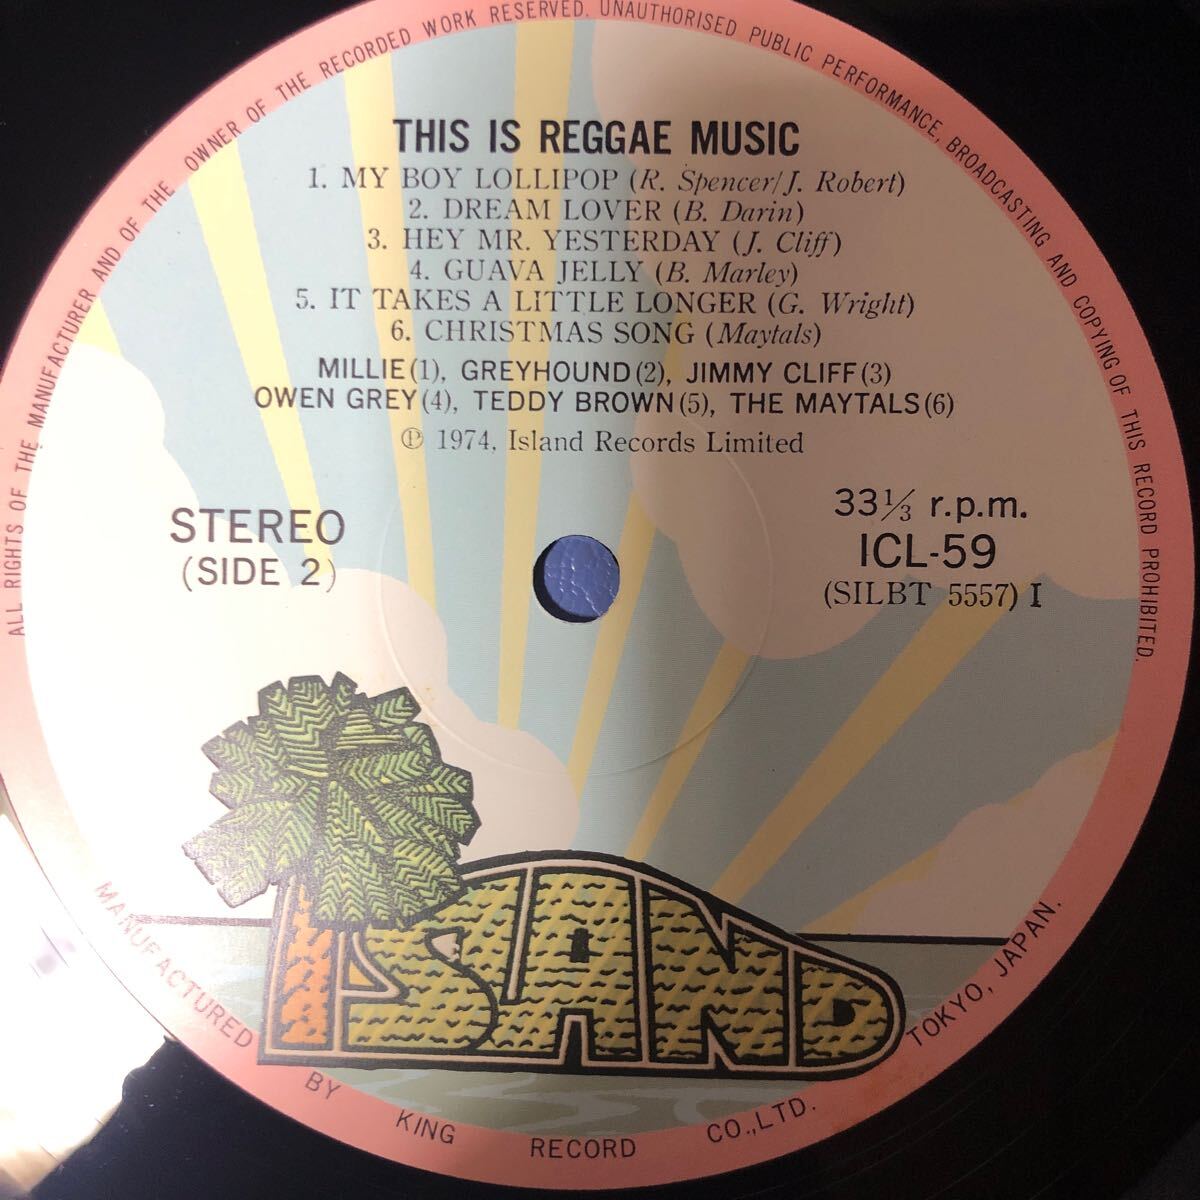 ALL RIGHTS OF THE MANUFACTURER AND OF THE OWNER OF THE RECORDED WORK RESERVED. UNAUTHORISED PUBLIC PERFORMANCE, BROADCASTING AND COPYING OF THIS RECORD PROHIBITED.
THIS IS REGGAE MUSIC
1. MY BOY LOLLIPOP (R. Spencer/J. Robert)
2. DREAM LOVER (B. Darin)
3. HEY MR. YESTERDAY (J. Cliff)
4. GUAVA JELLY (B. Marley)
5. IT TAKES A LITTLE LONGER (G. Wright)
6. CHRISTMAS SONG (Maytals)
MILLIE(1), GREYHOUND(2), JIMMY CLIFF(3)
OWEN GREY(4), TEDDY BROWN(5), THE MAYTALS(6)
℗ 1974, Island Records Limited
STEREO
(SIDE 2)
33⅓ r.p.m.
ICL-59
(SILBT 5557) I
ISLAND
MANUFACTURED BY KING RECORD CO.,LTD. TOKYO, JAPAN.